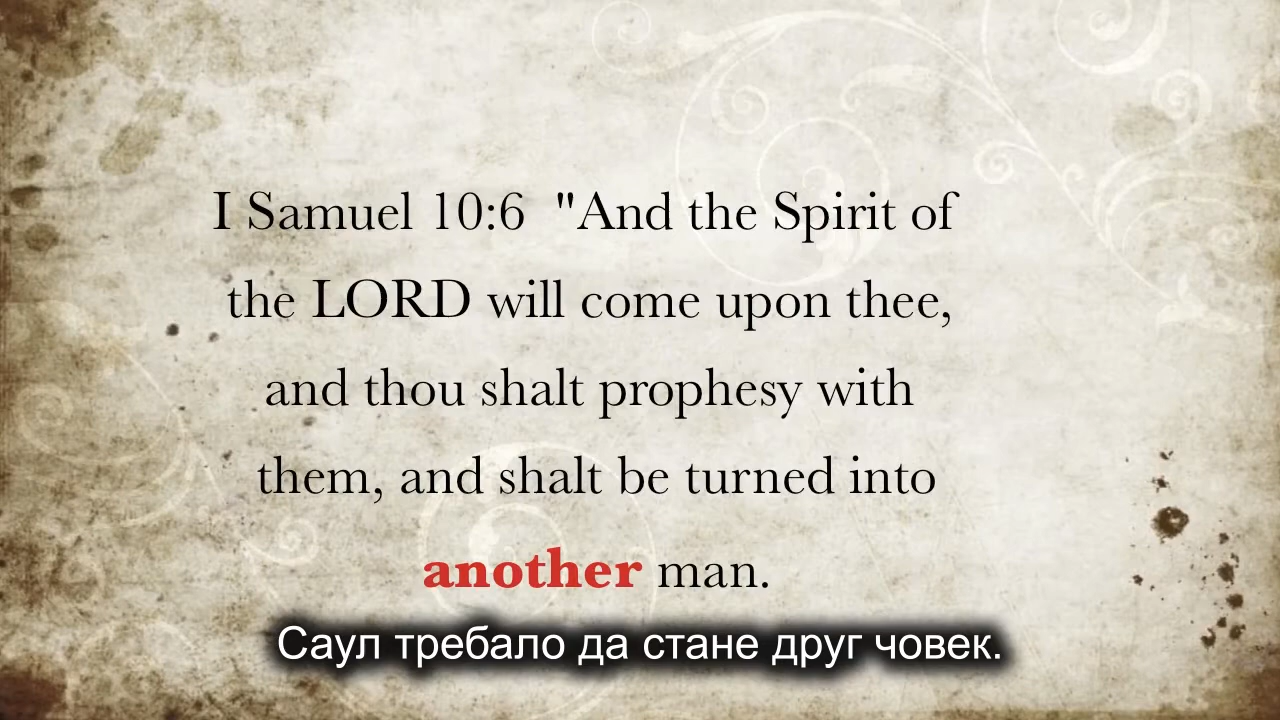 I Samuel 10:6 "And the Spirit of
the LORD will come upon thee,
and thou shalt prophesy with
them, and shalt be turned into
another man.
Саул требало да стане друг човек.